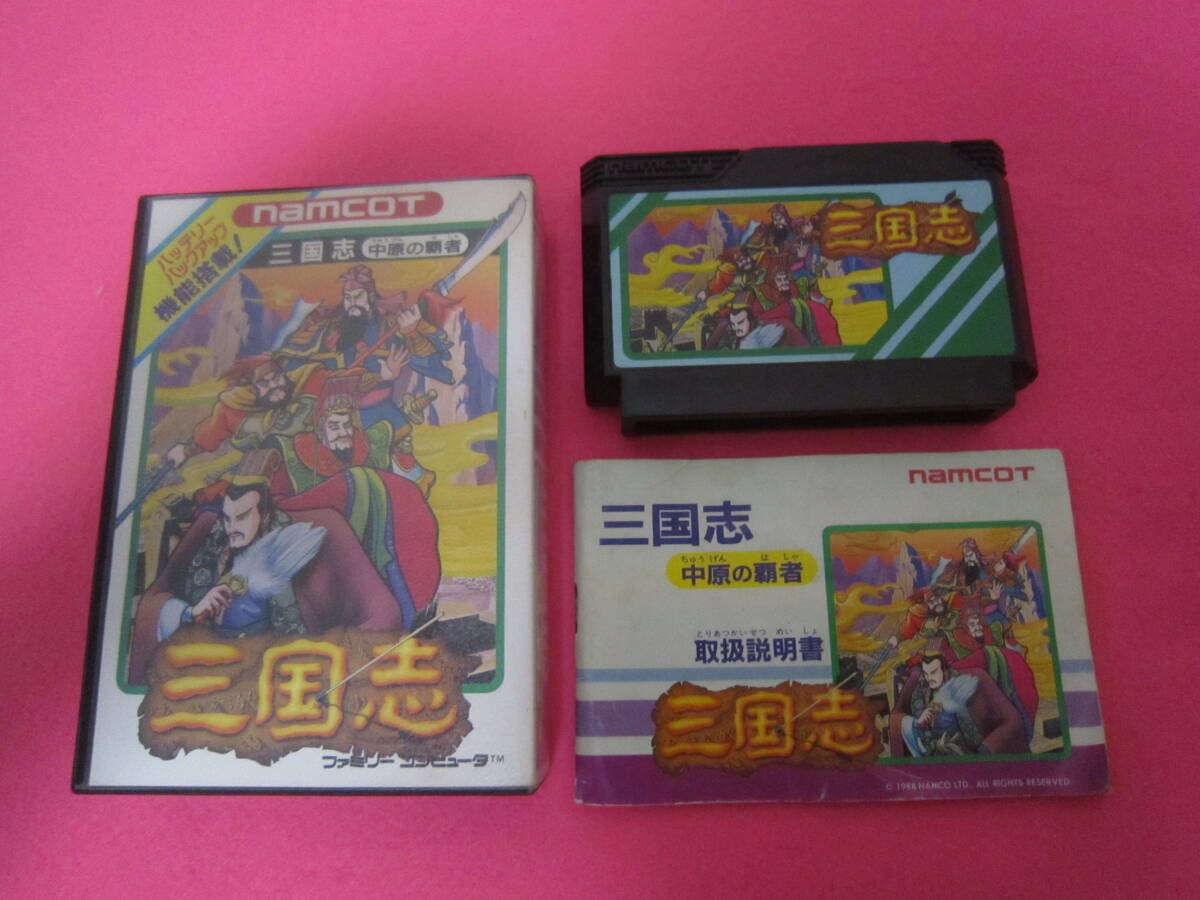 namcot
バッテリー
バックアップ
機能搭載!
三国志 中原の覇者
三国志
ファミリー コンピュータ™
namcot
三国志
namcot
三国志
ちゅうげん は しゃ
中原の覇者
とりあつかいせつ めい しょ
取扱説明書
三国志
© 1988 NAMCO LTD., ALL RIGHTS RESERVED.